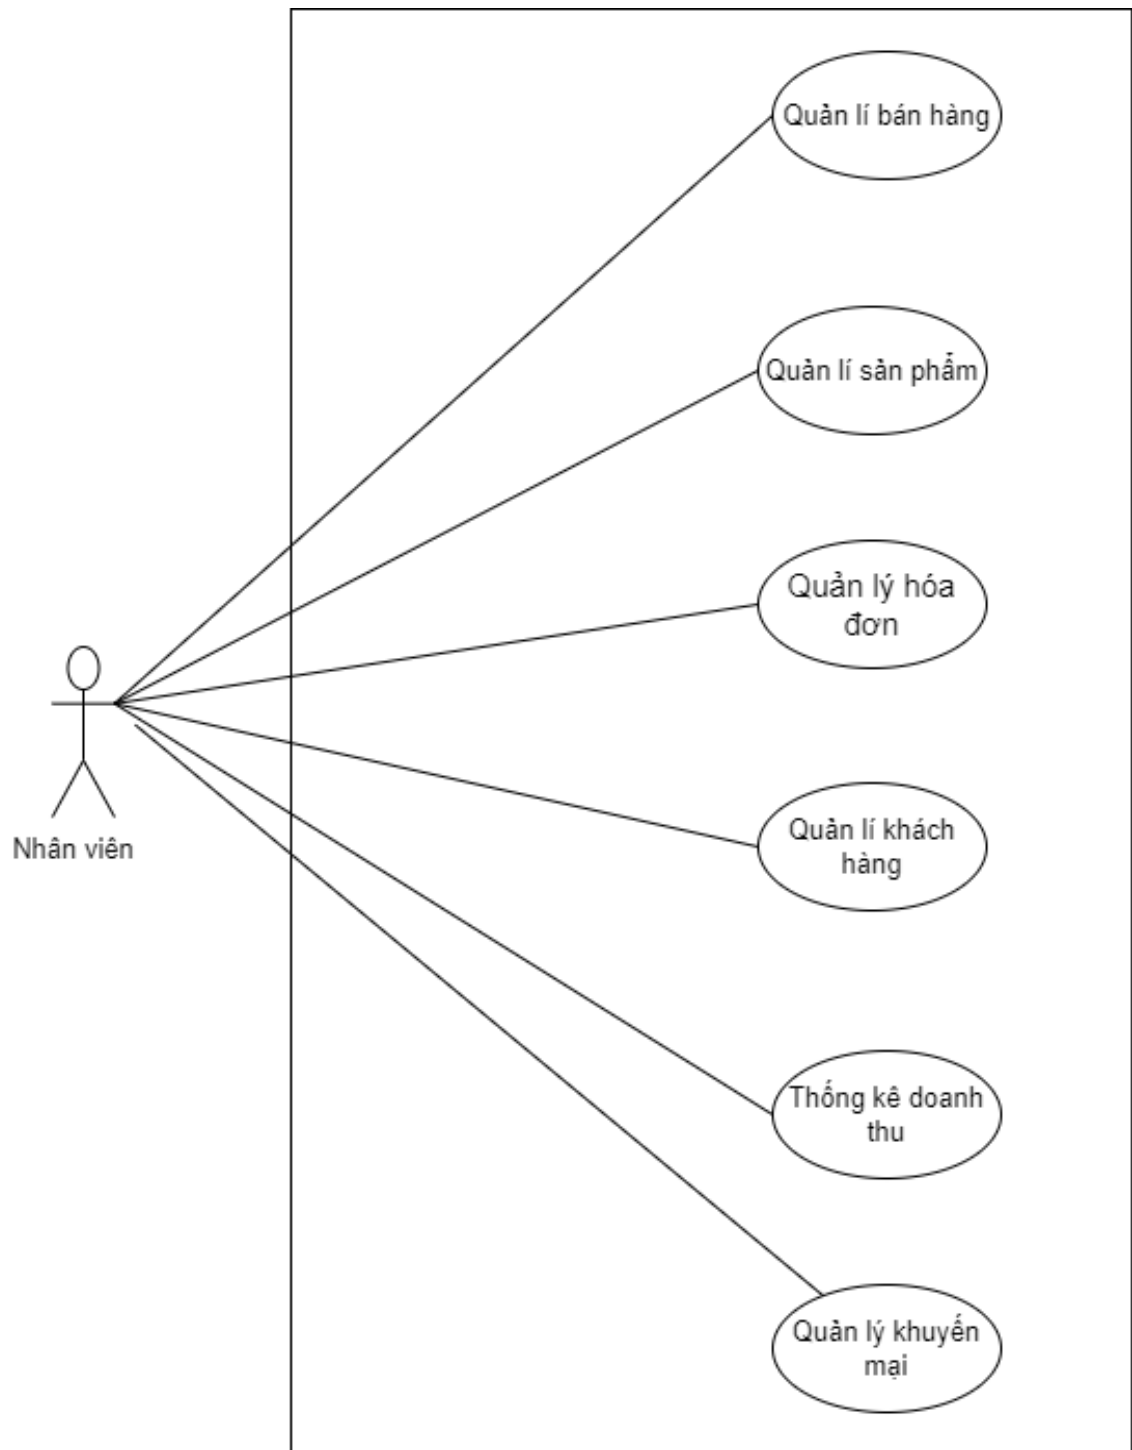 Quản lí bán hàng
Quản lí sản phẩm
Quản lý hóa
đơn
Nhân viên
Quản lí khách
hàng
Thống kê doanh
thu
Quản lý khuyến
mại